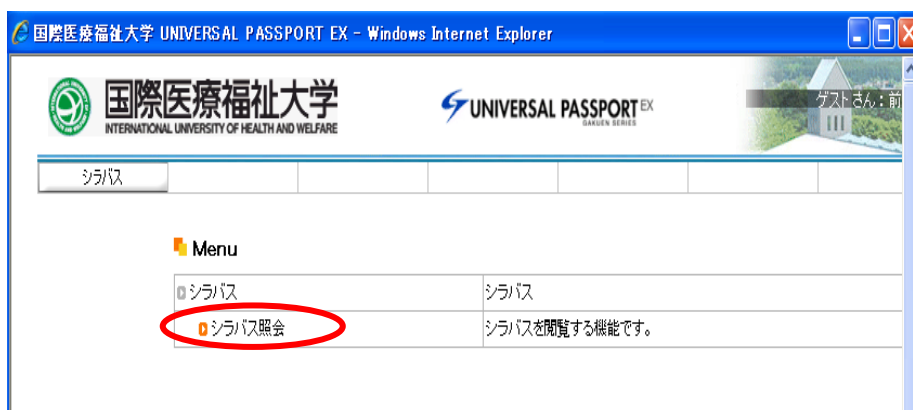 国際医療福祉大学 UNIVERSAL PASSPORT EX - Windows Internet Explorer
国際医療福祉大学
INTERNATIONAL UNIVERSITY OF HEALTH AND WELFARE
UNIVERSAL PASSPORT EX
GAKUEN SERIES
ゲストさん:前
シラバス
Menu
シラバス シラバス
シラバス照会 シラバスを閲覧する機能です。